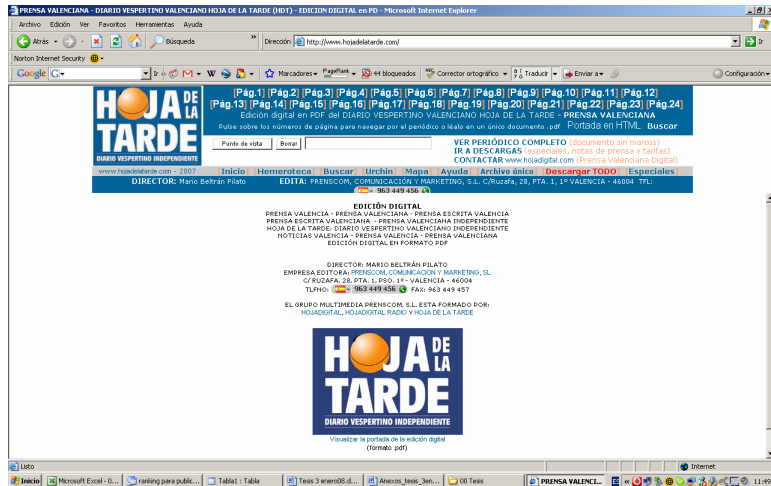 PRENSA VALENCIANA - DIARIO VESPERTINO VALENCIANO HOJA DE LA TARDE (HDT) - EDICION DIGITAL en PD - Microsoft Internet Explorer
Archivo Edición Ver Favoritos Herramientas Ayuda
Atrás Búsqueda » Dirección http://www.hojadelatarde.com/ Ir
Norton Internet Security
Google G Ir M W Marcadores PageRank 44 bloqueados Corrector ortográfico Traducir Enviar a Configuración
HOJA DE LA TARDE
DIARIO VESPERTINO INDEPENDIENTE
[Pág.1] [Pág.2] [Pág.3] [Pág.4] [Pág.5] [Pág.6] [Pág.7] [Pág.8] [Pág.9] [Pág.10] [Pág.11] [Pág.12]
[Pág.13] [Pág.14] [Pág.15] [Pág.16] [Pág.17] [Pág.18] [Pág.19] [Pág.20] [Pág.21] [Pág.22] [Pág.23] [Pág.24]
Edición digital en PDF del DIARIO VESPERTINO VALENCIANO HOJA DE LA TARDE - PRENSA VALENCIANA
Pulse sobre los números de página para navegar por el periódico o léalo en un único documento .pdf Portada en HTML Buscar
Punto de vista Borrar
VER PERIÓDICO COMPLETO (documento sin marcos)
IR A DESCARGAS (especiales, notas de prensa y tarifas)
CONTACTAR www.hojadigital.com (Prensa Valenciana Digital)
www.hojadelatarde.com - 2007 [Inicio] [Hemeroteca] [Buscar] [Urchin] [Mapa] [Ayuda] [Archivo único] [Descargar TODO] [Especiales]
DIRECTOR: Mario Beltrán Pilato EDITA: PRENSCOM, COMUNICACIÓN Y MARKETING, S.L. C/Ruzafa, 28, PTA. 1, 1º VALENCIA - 46004 TFL:
963 449 456
EDICIÓN DIGITAL
PRENSA VALENCIA - PRENSA VALENCIANA - PRENSA ESCRITA VALENCIA
PRENSA ESCRITA VALENCIANA - PRENSA VALENCIANA INDEPENDIENTE
HOJA DE LA TARDE: DIARIO VESPERTINO VALENCIANO INDEPENDIENTE
NOTICIAS VALENCIA - PRENSA VALENCIA - PRENSA VALENCIANA
EDICIÓN DIGITAL EN FORMATO PDF
DIRECTOR: MARIO BELTRÁN PILATO
EMPRESA EDITORA: PRENSCOM, COMUNICACION Y MARKETING, SL
C/ RUZAFA, 28, PTA. 1, PSO. 1º - VALENCIA - 46004
TLFNO: 963 449 456 FAX: 963 449 457
EL GRUPO MULTIMEDIA PRENSCOM, S.L. ESTA FORMADO POR:
HOJADIGITAL, HOJADIGITAL RADIO Y HOJA DE LA TARDE
HOJA DE LA TARDE
DIARIO VESPERTINO INDEPENDIENTE
Visualizar la portada de la edición digital
(formato .pdf)
Listo Internet
Inicio Microsoft Excel - O... ranking para public... Tabla1 : Tabla Tesis 3 enero08.d... Anexos_tesis_3en... 00 Tesis PRENSA VALENCI... ES « 11:49